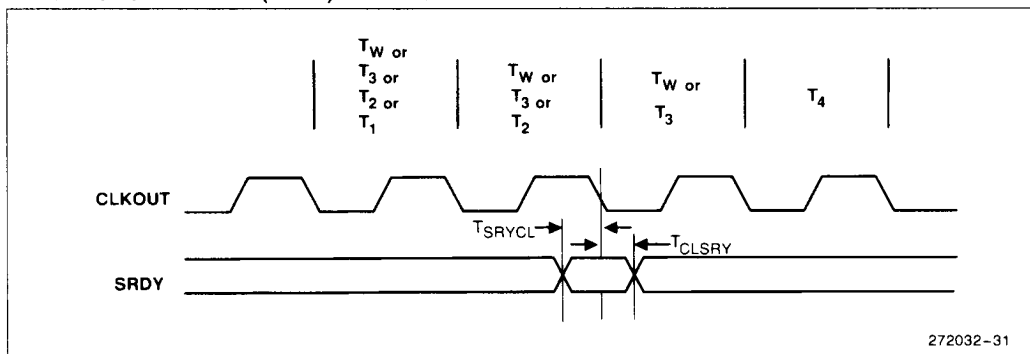 T_W or
T_3 or
T_2 or
T_1
T_W or
T_3 or
T_2
T_W or
T_3
T_4
CLKOUT
T_SRYCL
T_CLSRY
SRDY
272032-31